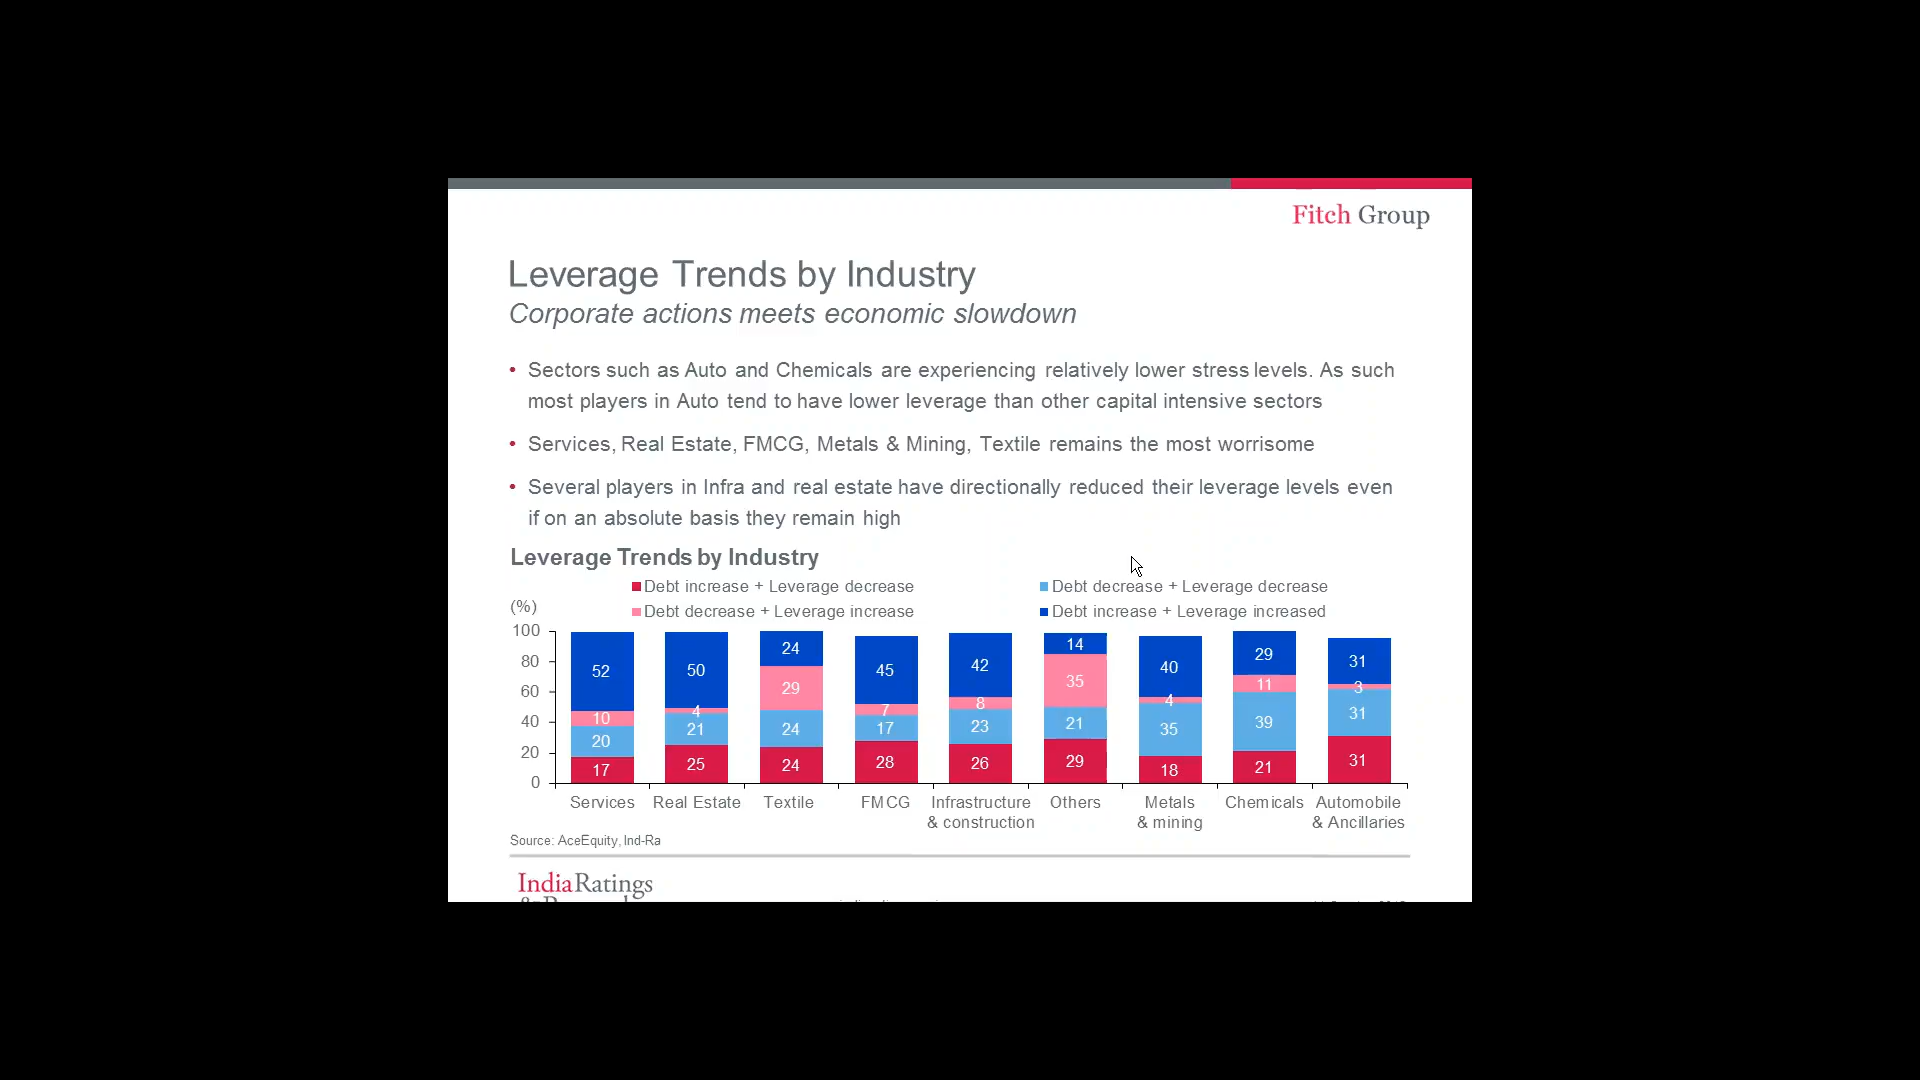 Fitch Group
Leverage Trends by Industry
Corporate actions meets economic slowdown
• Sectors such as Auto and Chemicals are experiencing relatively lower stress levels. As such
most players in Auto tend to have lower leverage than other capital intensive sectors
• Services, Real Estate, FMCG, Metals & Mining, Textile remains the most worrisome
• Several players in Infra and real estate have directionally reduced their leverage levels even
if on an absolute basis they remain high
Leverage Trends by Industry
Debt increase + Leverage decrease Debt decrease + Leverage decrease
(%)
Debt decrease + Leverage increase Debt increase + Leverage increased
100
80
60
40
20
0
52 50 24 45 42 14 40 29 31
10 4 29 7 8 35 4 11 3
20 21 24 17 23 21 35 39 31
17 25 24 28 26 29 18 21 31
Services Real Estate Textile FMCG Infrastructure Others Metals Chemicals Automobile
& construction & mining & Ancillaries
Source: AceEquity, Ind-Ra
IndiaRatings